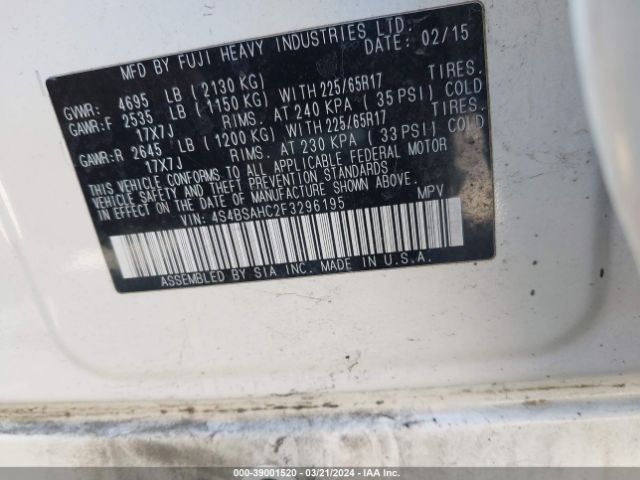 MFD BY FUJI HEAVY INDUSTRIES LTD.
DATE: 02/15
GVWR: 4695 LB (2130 KG)
GAWR:F 2535 LB (1150 KG) WITH 225/65R17 TIRES.
17X7J RIMS. AT 240 KPA (35 PSI) COLD
GAWR:R 2645 LB (1200 KG) WITH 225/65R17 TIRES.
17X7J RIMS. AT 230 KPA (33 PSI) COLD
THIS VEHICLE CONFORMS TO ALL APPLICABLE FEDERAL MOTOR
VEHICLE SAFETY AND THEFT PREVENTION STANDARDS IN
EFFECT ON THE DATE OF MANUFACTURE SHOWN ABOVE.
VIN: 4S4BSAHC2F3296195 MPV
ASSEMBLED BY SIA INC. MADE IN U.S.A.
000-39001520 | 03/21/2024 - IAA Inc.